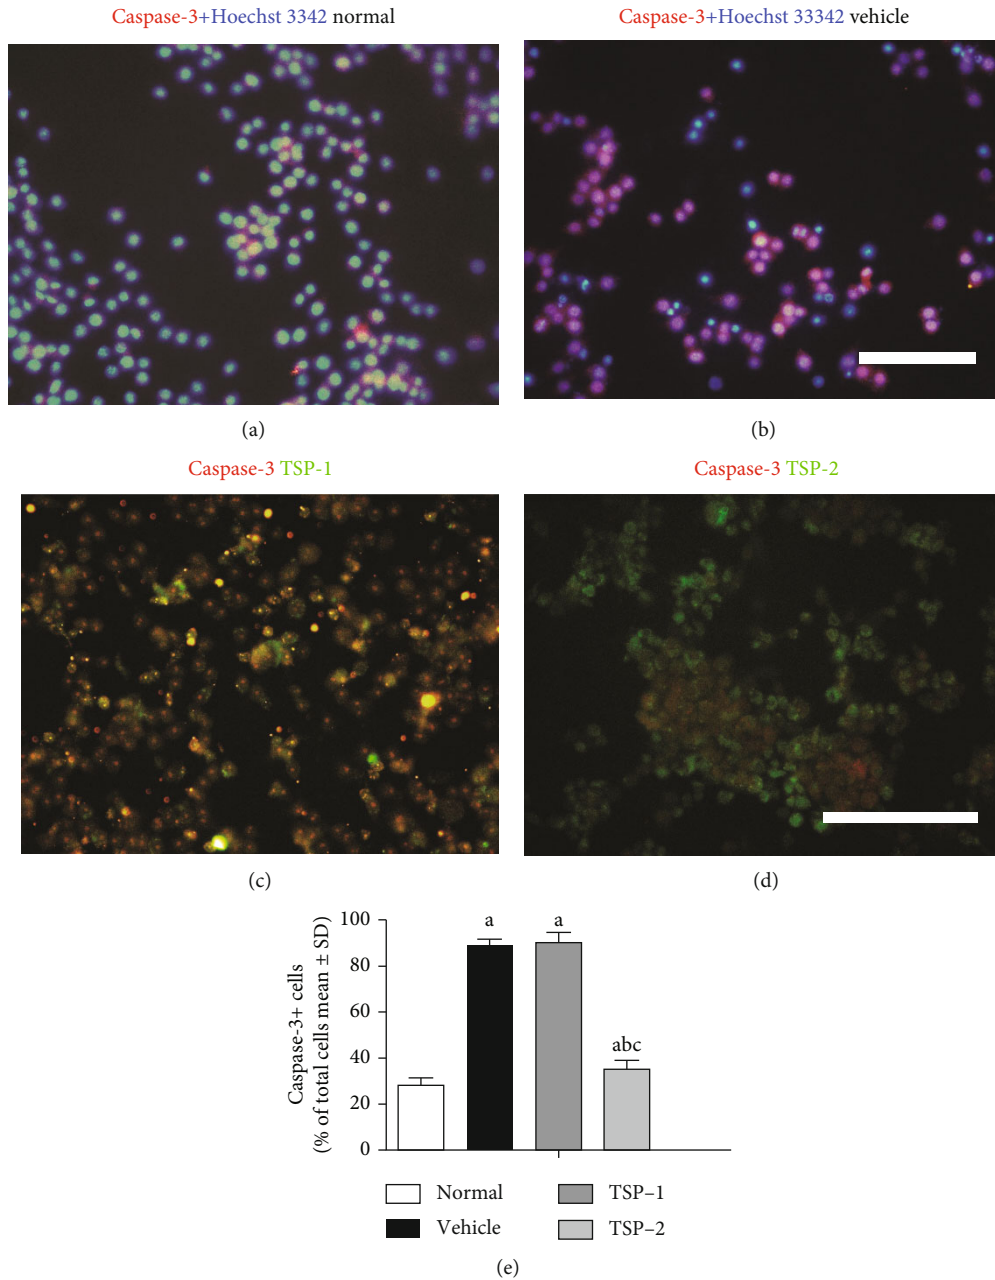 Caspase-3+Hoechst 3342 normal
Caspase-3+Hoechst 33342 vehicle
(a)
(b)
Caspase-3 TSP-1
Caspase-3 TSP-2
(c)
(d)
Caspase-3+ cells
(% of total cells mean ± SD)
100
80
60
40
20
0
a
a
abc
Normal
TSP–1
Vehicle
TSP–2
(e)